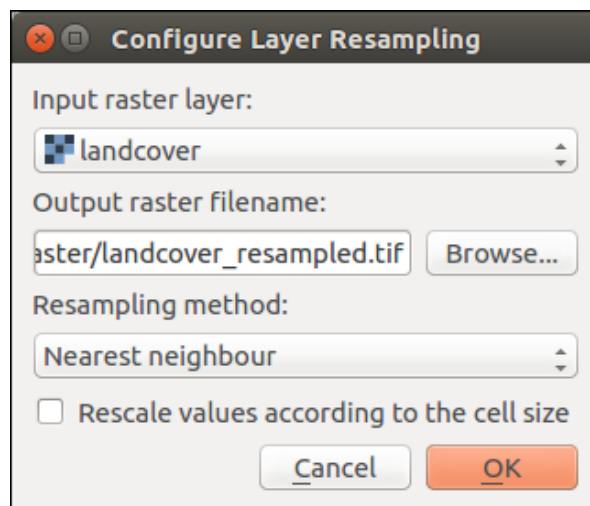 Configure Layer Resampling
Input raster layer:
landcover
Output raster filename:
aster/landcover_resampled.tif Browse...
Resampling method:
Nearest neighbour
Rescale values according to the cell size
Cancel OK